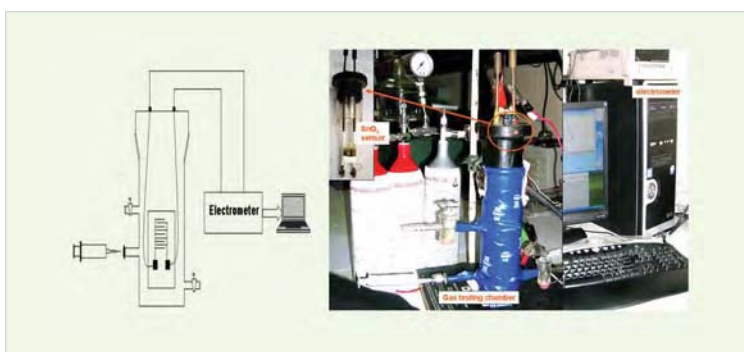 Electrometer
SnO₂
sensor
electrometer
Gas testing chamber